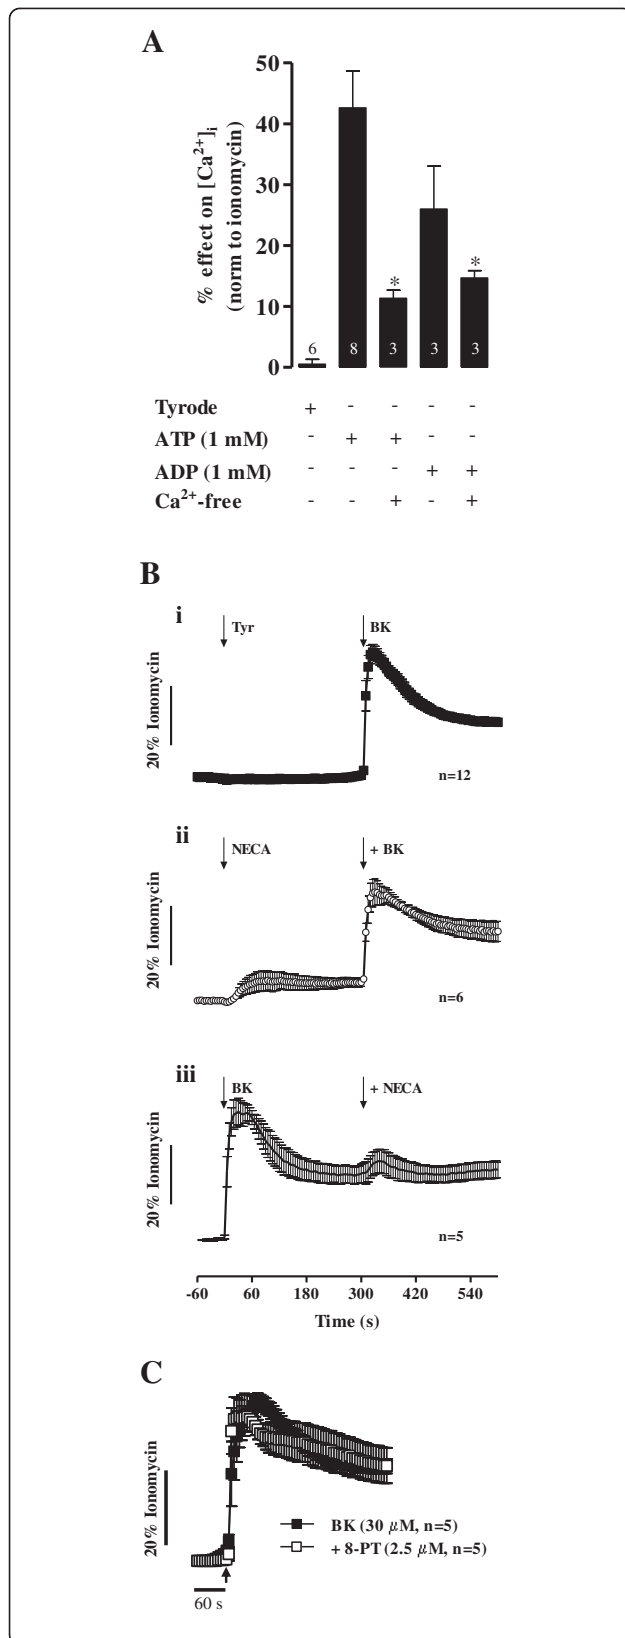 A
50
40
30
20
10
0
% effect on [Ca2+]i
(norm to ionomycin)
6
8
*
3
3
*
3
Tyrode + - - - -
ATP (1 mM) - + + - -
ADP (1 mM) - - - + +
Ca2+-free - - + - +
B
i
Tyr
BK
20% Ionomycin
n=12
ii
NECA
+ BK
20% Ionomycin
n=6
iii
BK
+ NECA
20% Ionomycin
n=5
-60 60 180 300 420 540
Time (s)
C
20% Ionomycin
BK (30 μM, n=5)
+ 8-PT (2.5 μM, n=5)
60 s